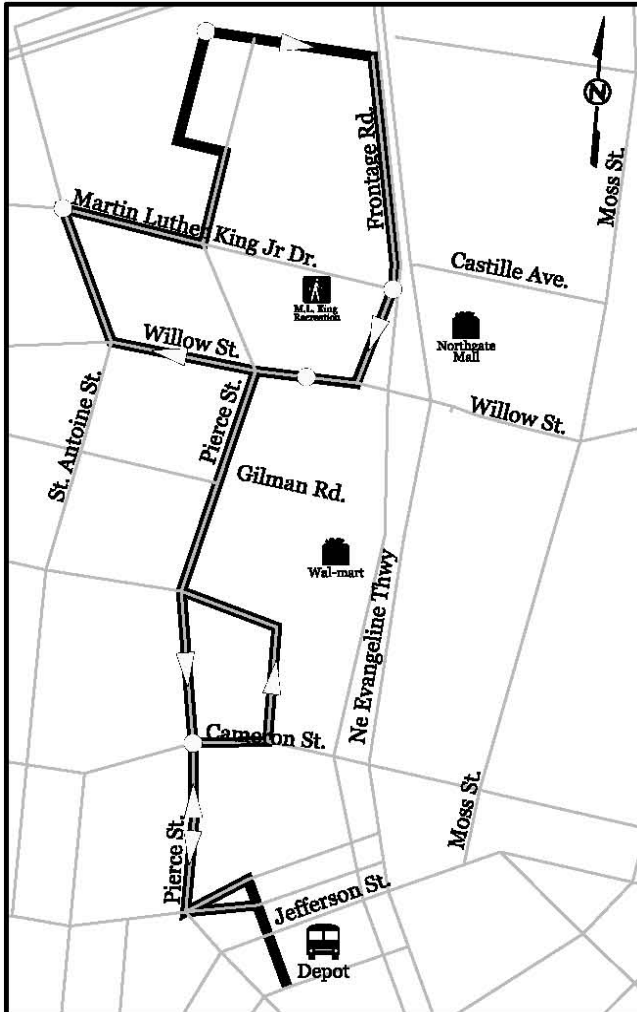 N
Moss St.
Frontage Rd.
Martin Luther King Jr Dr.
Castille Ave.
M.L. King
Recreation
Northgate
Mall
Willow St.
Willow St.
Pierce St.
St. Antoine St.
Gilman Rd.
Wal-mart
Ne Evangeline Thwy
Cameron St.
Moss St.
Pierce St.
Jefferson St.
Depot